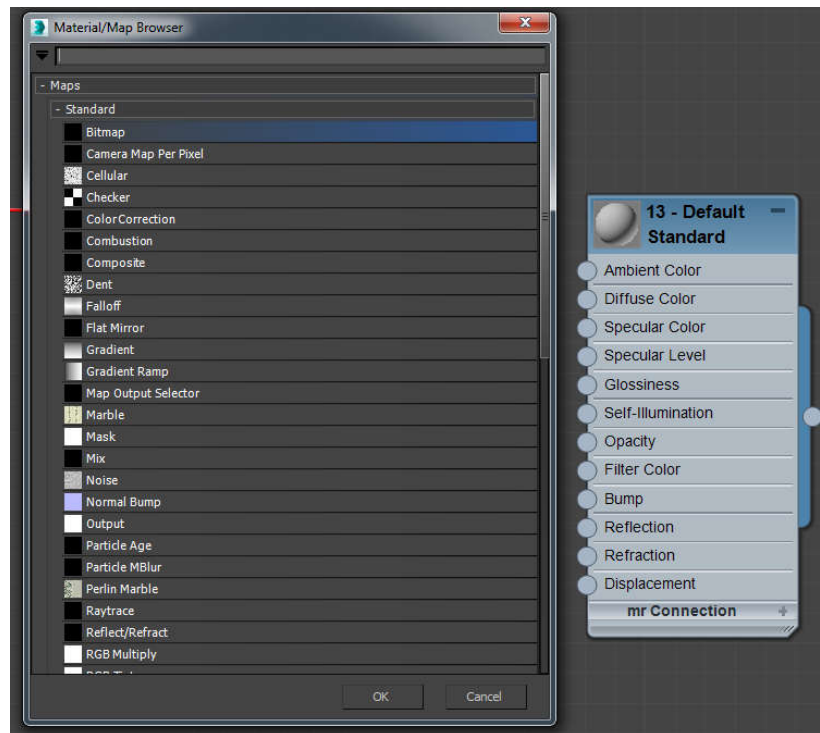 Material/Map Browser
- Maps
- Standard
Bitmap
Camera Map Per Pixel
Cellular
Checker
ColorCorrection
Combustion
Composite
Dent
Falloff
Flat Mirror
Gradient
Gradient Ramp
Map Output Selector
Marble
Mask
Mix
Noise
Normal Bump
Output
Particle Age
Particle MBlur
Perlin Marble
Raytrace
Reflect/Refract
RGB Multiply
OK Cancel
13 - Default
Standard
Ambient Color
Diffuse Color
Specular Color
Specular Level
Glossiness
Self-Illumination
Opacity
Filter Color
Bump
Reflection
Refraction
Displacement
mr Connection +